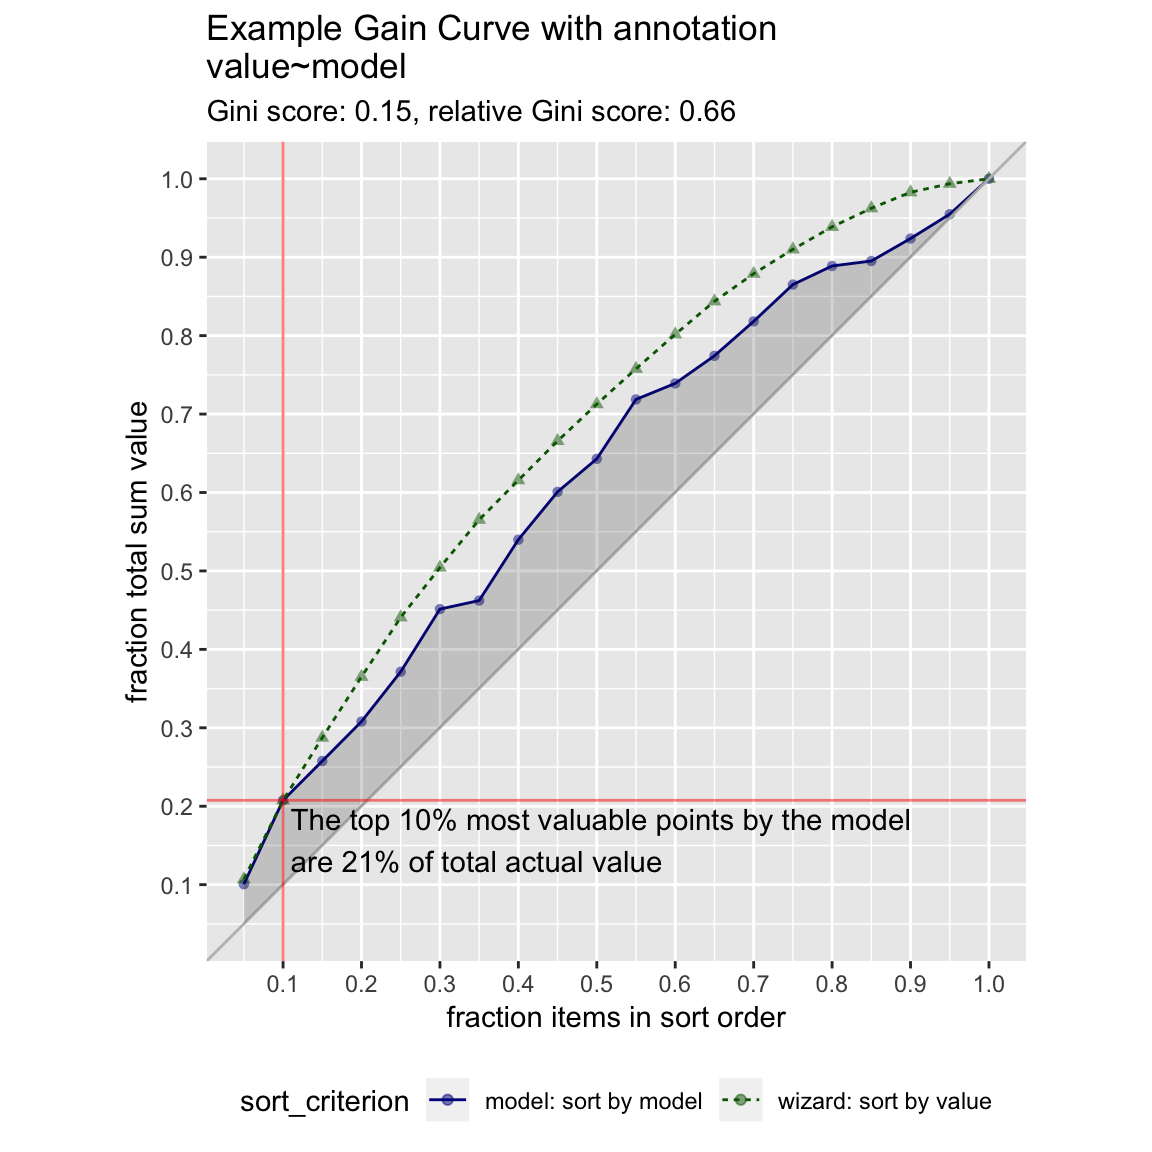 Example Gain Curve with annotation
value~model
Gini score: 0.15, relative Gini score: 0.66
fraction total sum value
1.0
0.9
0.8
0.7
0.6
0.5
0.4
0.3
0.2
0.1
The top 10% most valuable points by the model
are 21% of total actual value
0.1 0.2 0.3 0.4 0.5 0.6 0.7 0.8 0.9 1.0
fraction items in sort order
sort_criterion model: sort by model wizard: sort by value